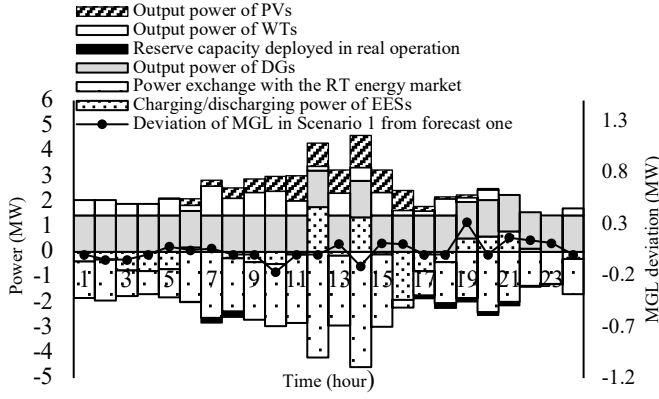 Output power of PVs
Output power of WTs
Reserve capacity deployed in real operation
Output power of DGs
Power exchange with the RT energy market
Charging/discharging power of EESs
Deviation of MGL in Scenario 1 from forecast one
6
5
4
3
2
1
0
-1
-2
-3
-4
-5
Power (MW)
1 3 5 7 9 11 13 15 17 19 21 23
Time (hour)
1.3
0.8
0.3
-0.2
-0.7
-1.2
MGL deviation (MW)